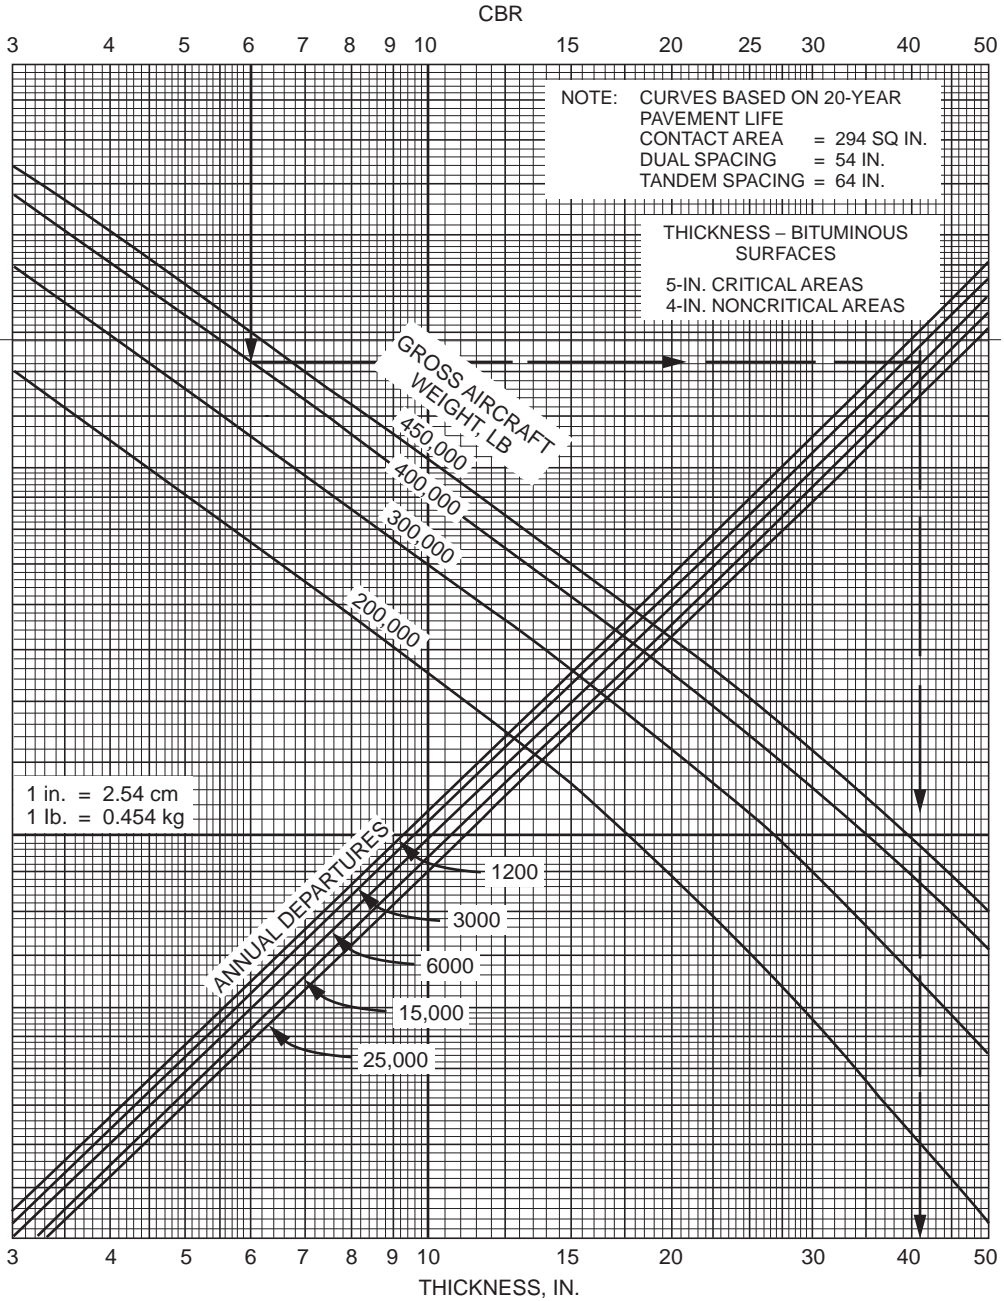 CBR
3 4 5 6 7 8 9 10 15 20 25 30 40 50
NOTE: CURVES BASED ON 20-YEAR
PAVEMENT LIFE
CONTACT AREA = 294 SQ IN.
DUAL SPACING = 54 IN.
TANDEM SPACING = 64 IN.
THICKNESS – BITUMINOUS
SURFACES
5-IN. CRITICAL AREAS
4-IN. NONCRITICAL AREAS
GROSS AIRCRAFT
WEIGHT, LB
450,000
400,000
300,000
200,000
1 in. = 2.54 cm
1 lb. = 0.454 kg
ANNUAL DEPARTURES
1200
3000
6000
15,000
25,000
3 4 5 6 7 8 9 10 15 20 30 40 50
THICKNESS, IN.